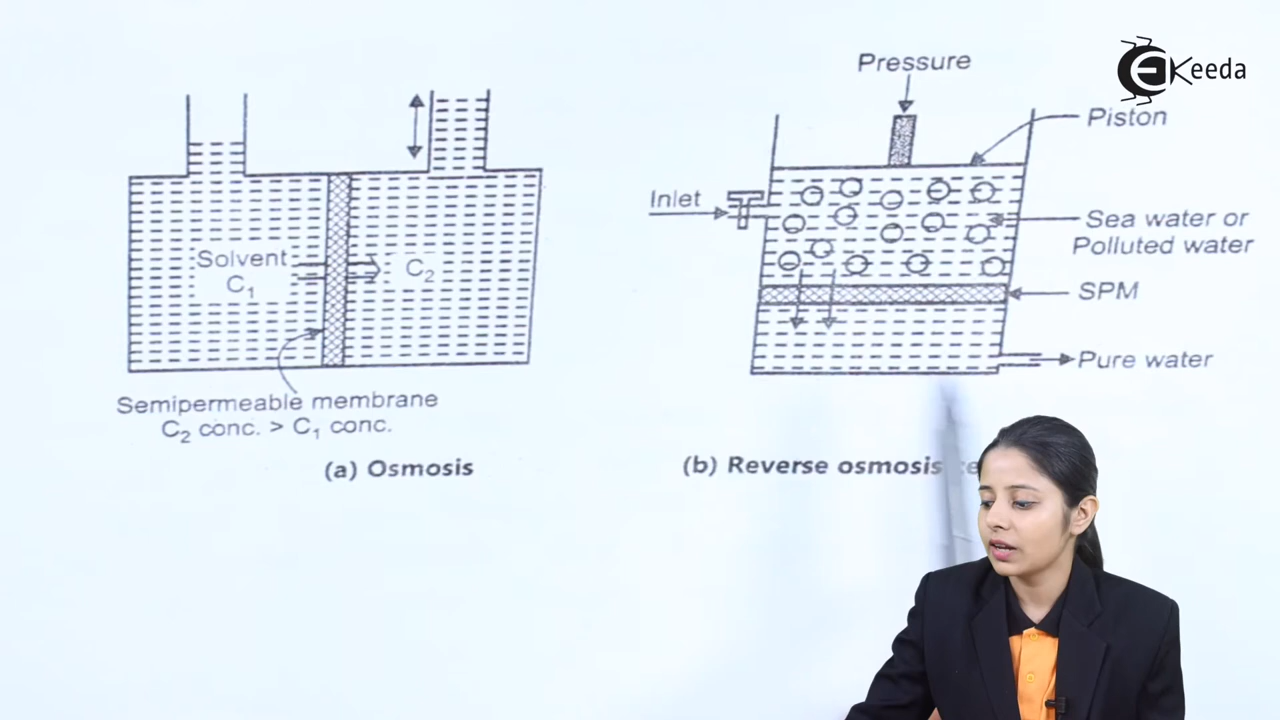 Keeda
Pressure
Piston
Inlet
Sea water or
Polluted water
Solvent
C₁
C₂
SPM
Pure water
Semipermeable membrane
C₂ conc. > C₁ conc.
(a) Osmosis
(b) Reverse osmosis